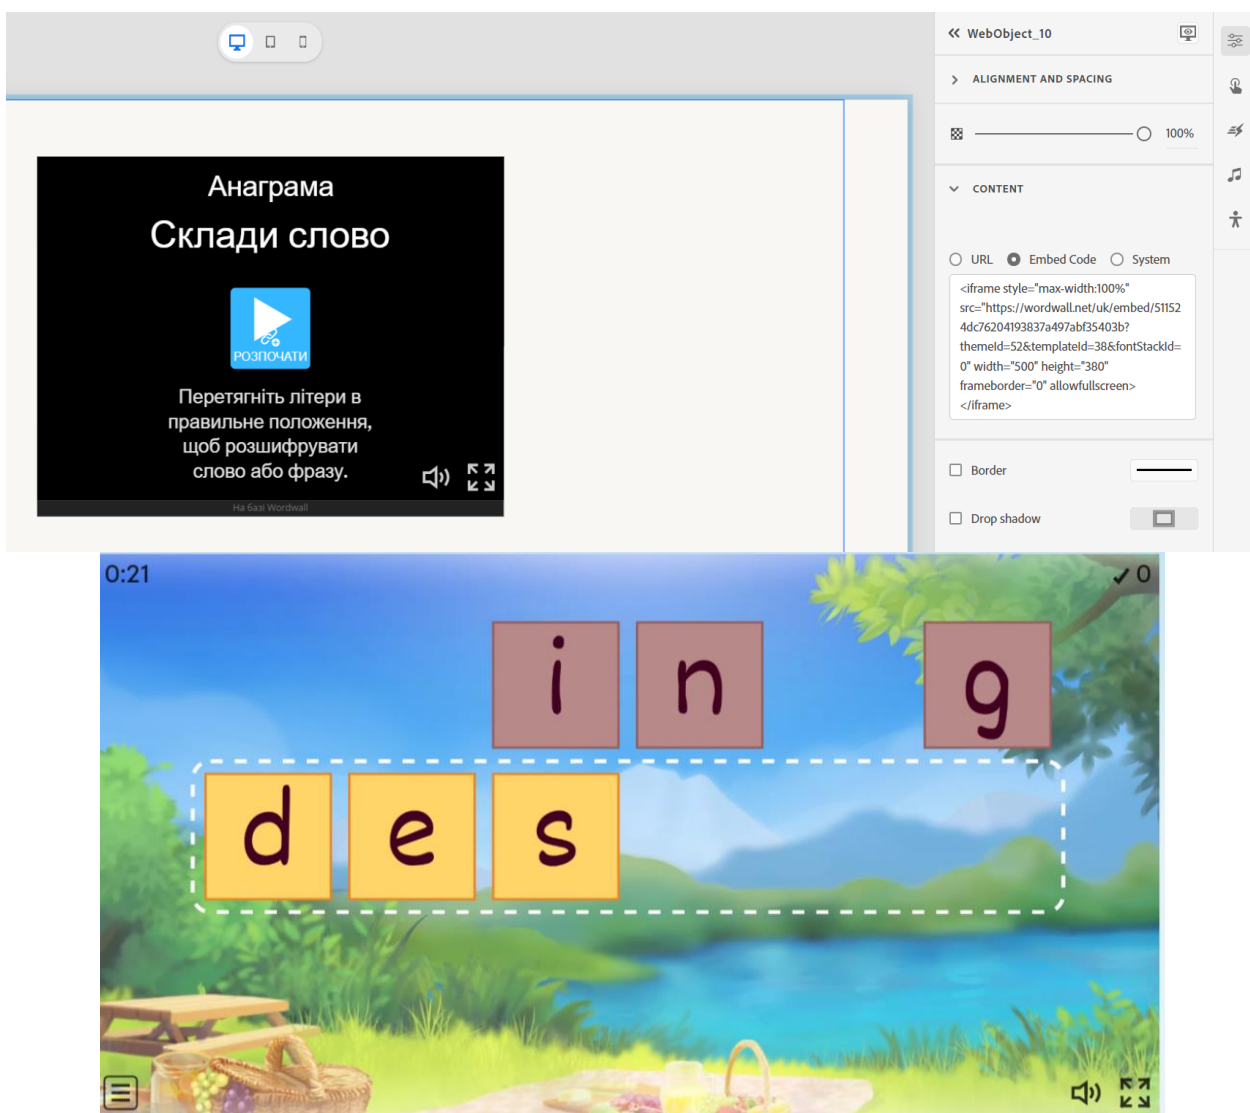 WebObject_10
ALIGNMENT AND SPACING
100%
CONTENT
URL Embed Code System
<iframe style="max-width:100%"
src="https://wordwall.net/uk/embed/51152
4dc76204193837a497abf35403b?
themeId=52&templateId=38&fontStackId=
0" width="500" height="380"
frameborder="0" allowfullscreen>
</iframe>
Border
Drop shadow
Анаграма
Склади слово
РОЗПОЧАТИ
Перетягніть літери в
правильне положення,
щоб розшифрувати
слово або фразу.
На базі Wordwall
0:21
0
i n g
d e s